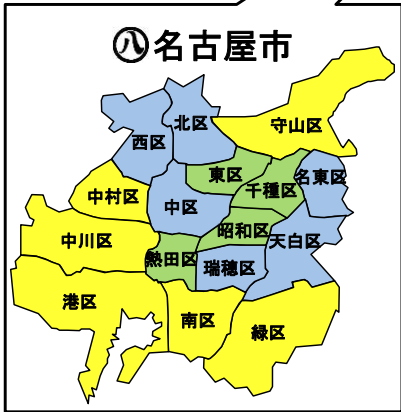 ㊇名古屋市
守山区
北区
西区
東区
千種区
名東区
中村区
中区
昭和区
中川区
天白区
熱田区
瑞穂区
港区
南区
緑区